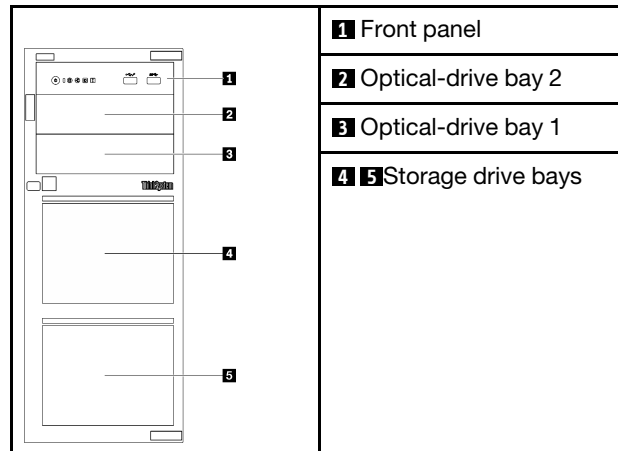 1 Front panel
2 Optical-drive bay 2
3 Optical-drive bay 1
4 5 Storage drive bays
1
2
3
ThinkSystem
4
5